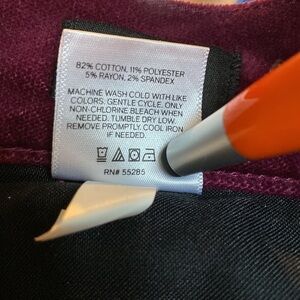 82% COTTON, 11% POLYESTER
5% RAYON, 2% SPANDEX
MACHINE WASH COLD WITH LIKE
COLORS: GENTLE CYCLE. ONLY
NON-CHLORINE BLEACH WHEN
NEEDED. TUMBLE DRY LOW.
REMOVE PROMPTLY. COOL IRON
IF NEEDED.
RN# 55285